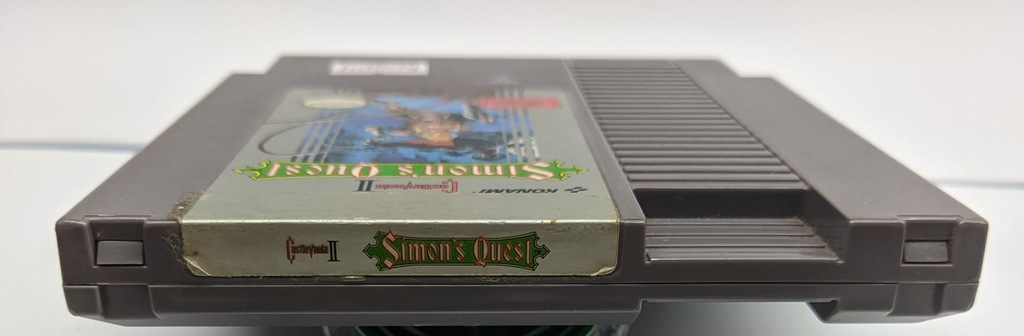 Simon's Quest
Castlevania II
KONAMI
Castlevania II Simon's Quest